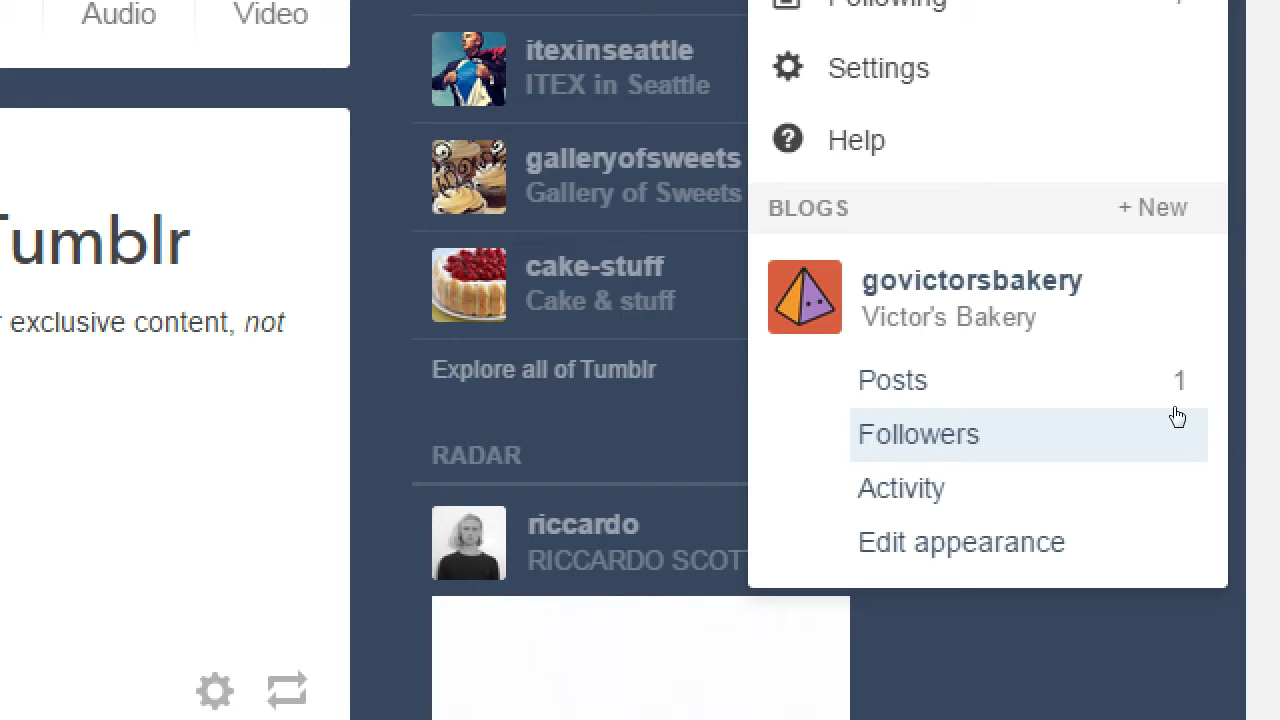 Audio
Video
Tumblr
exclusive content, not
itexinseattle
ITEX in Seattle
galleryofsweets
Gallery of Sweets
cake-stuff
Cake & stuff
Explore all of Tumblr
RADAR
riccardo
RICCARDO SCOTT
Following
Settings
Help
BLOGS
+ New
govictorsbakery
Victor's Bakery
Posts 1
Followers
Activity
Edit appearance